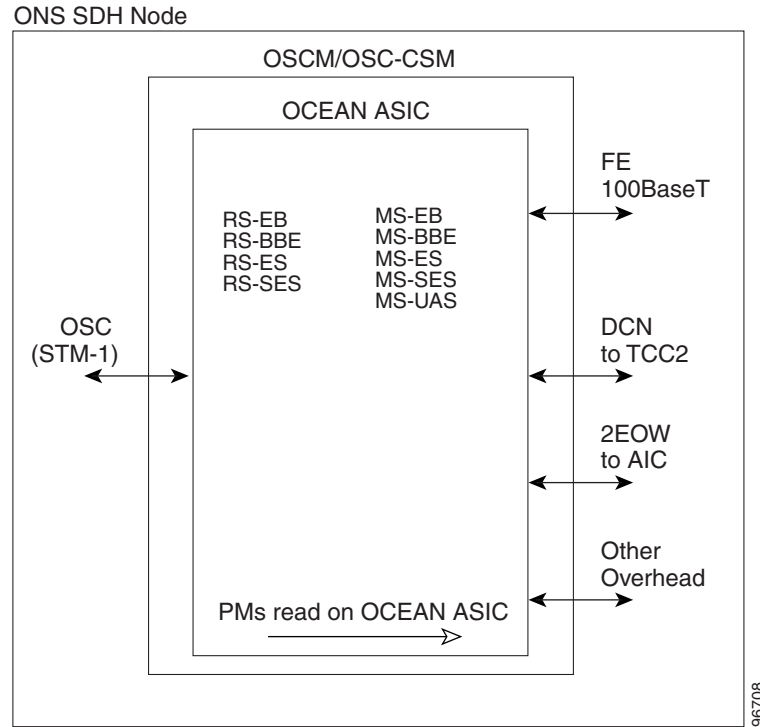 ONS SDH Node
OSCM/OSC-CSM
OCEAN ASIC
FE
100BaseT
RS-EB
RS-BBE
RS-ES
RS-SES
MS-EB
MS-BBE
MS-ES
MS-SES
MS-UAS
OSC
(STM-1)
DCN
to TCC2
2EOW
to AIC
Other
Overhead
PMs read on OCEAN ASIC
96708